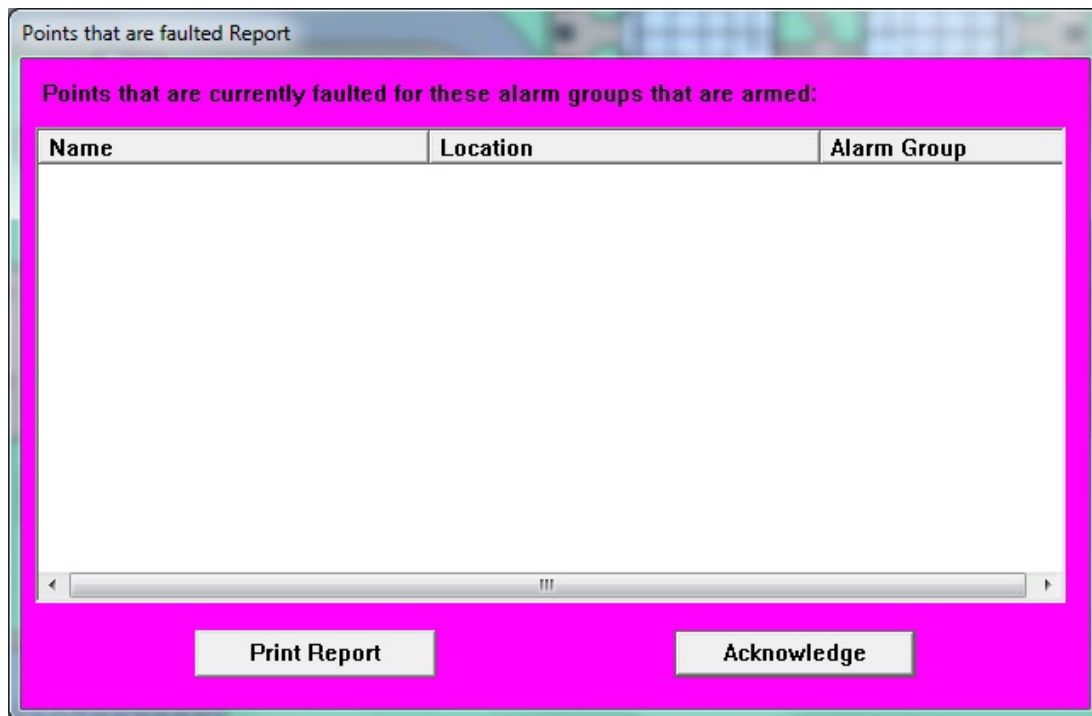 Points that are faulted Report
Points that are currently faulted for these alarm groups that are armed:
Name Location Alarm Group
Print Report Acknowledge